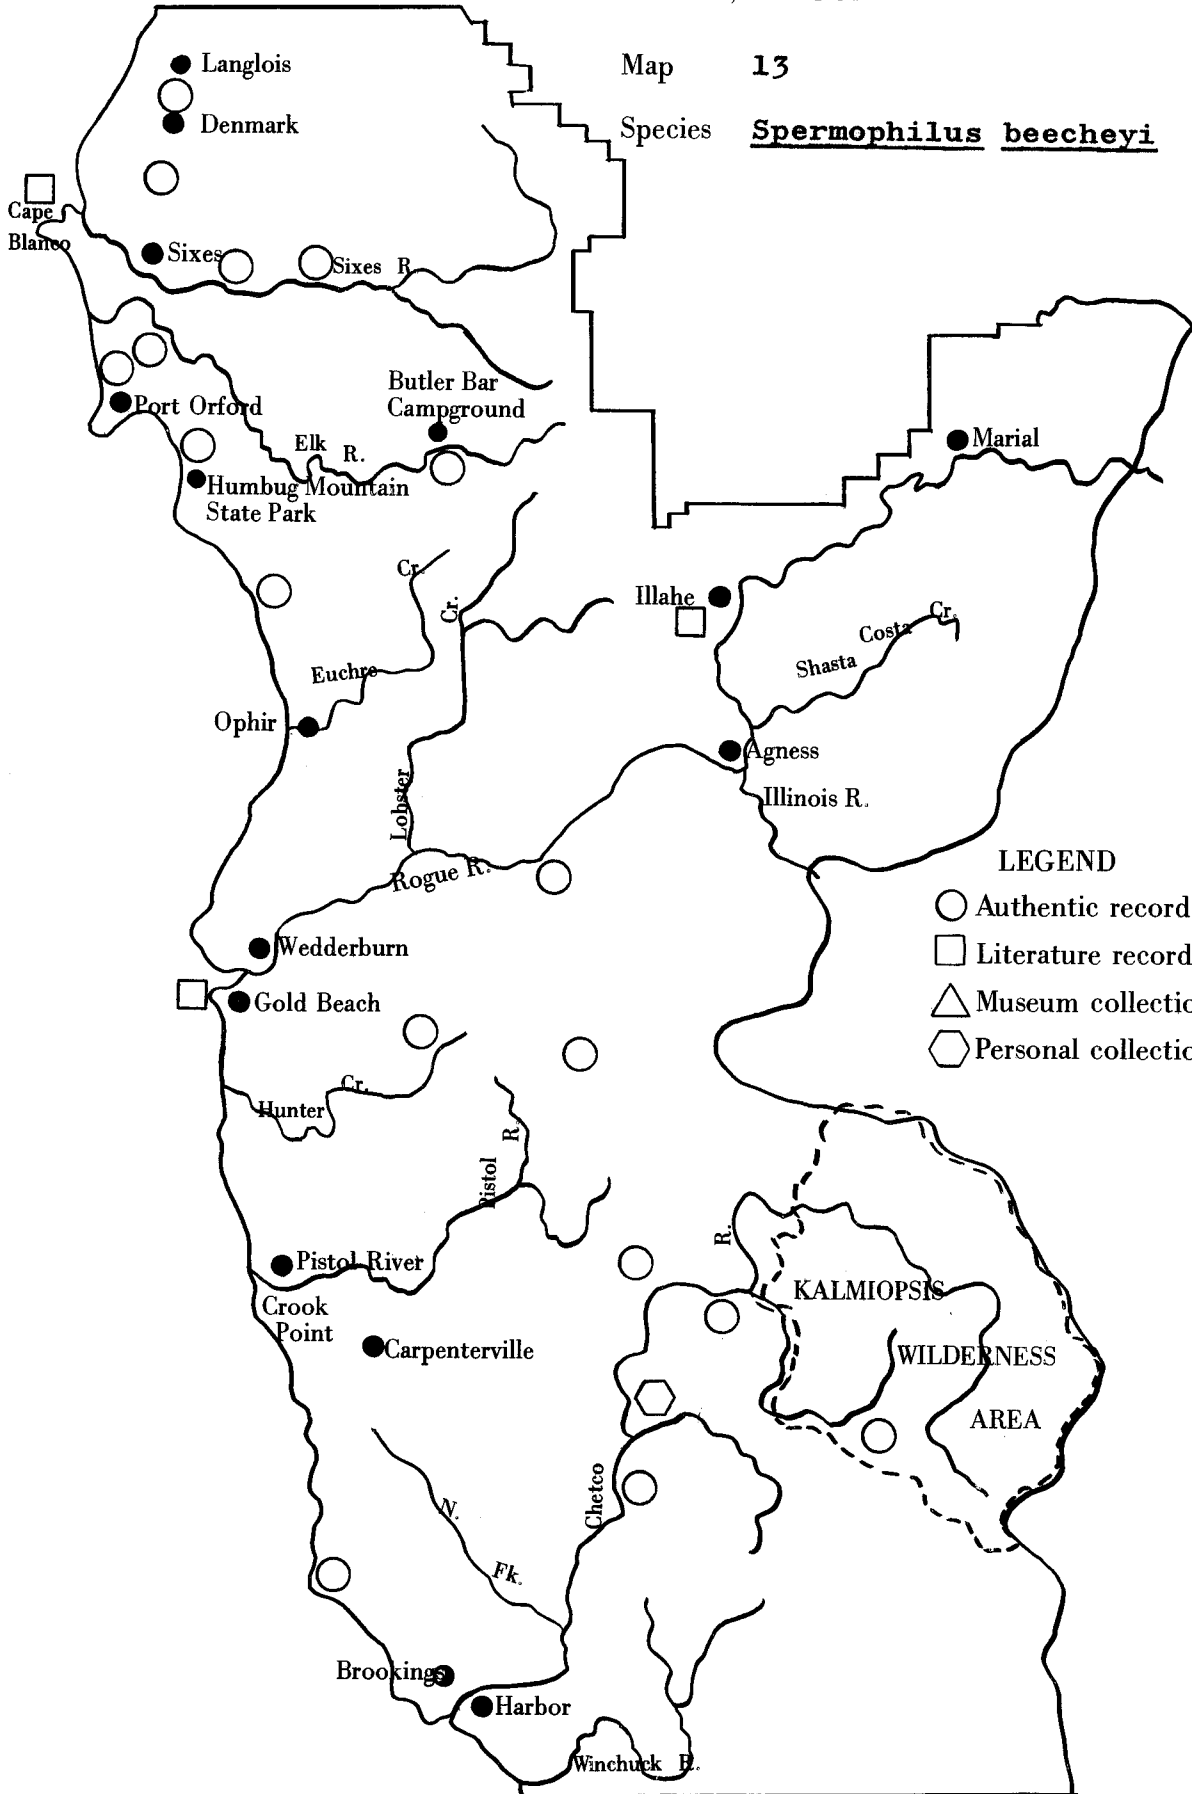 Map 13
Species Spermophilus beecheyi
Langlois
Denmark
Cape
Blanco
Sixes
Sixes R.
Port Orford
Butler Bar
Campground
Elk R.
Humbug Mountain
State Park
Marial
Cr.
Euchre
Cr.
Lobster
Illahe
Shasta Costa Cr.
Ophir
Agness
Illinois R.
Rogue R.
LEGEND
Authentic record
Literature record
Museum collectio
Personal collectio
Wedderburn
Gold Beach
Hunter Cr.
Pistol R.
Pistol River
Crook
Point
Carpenterville
R.
KALMIOPSIS
WILDERNESS
AREA
Chetco
N. Fk.
Brookings
Harbor
Winchuck R.